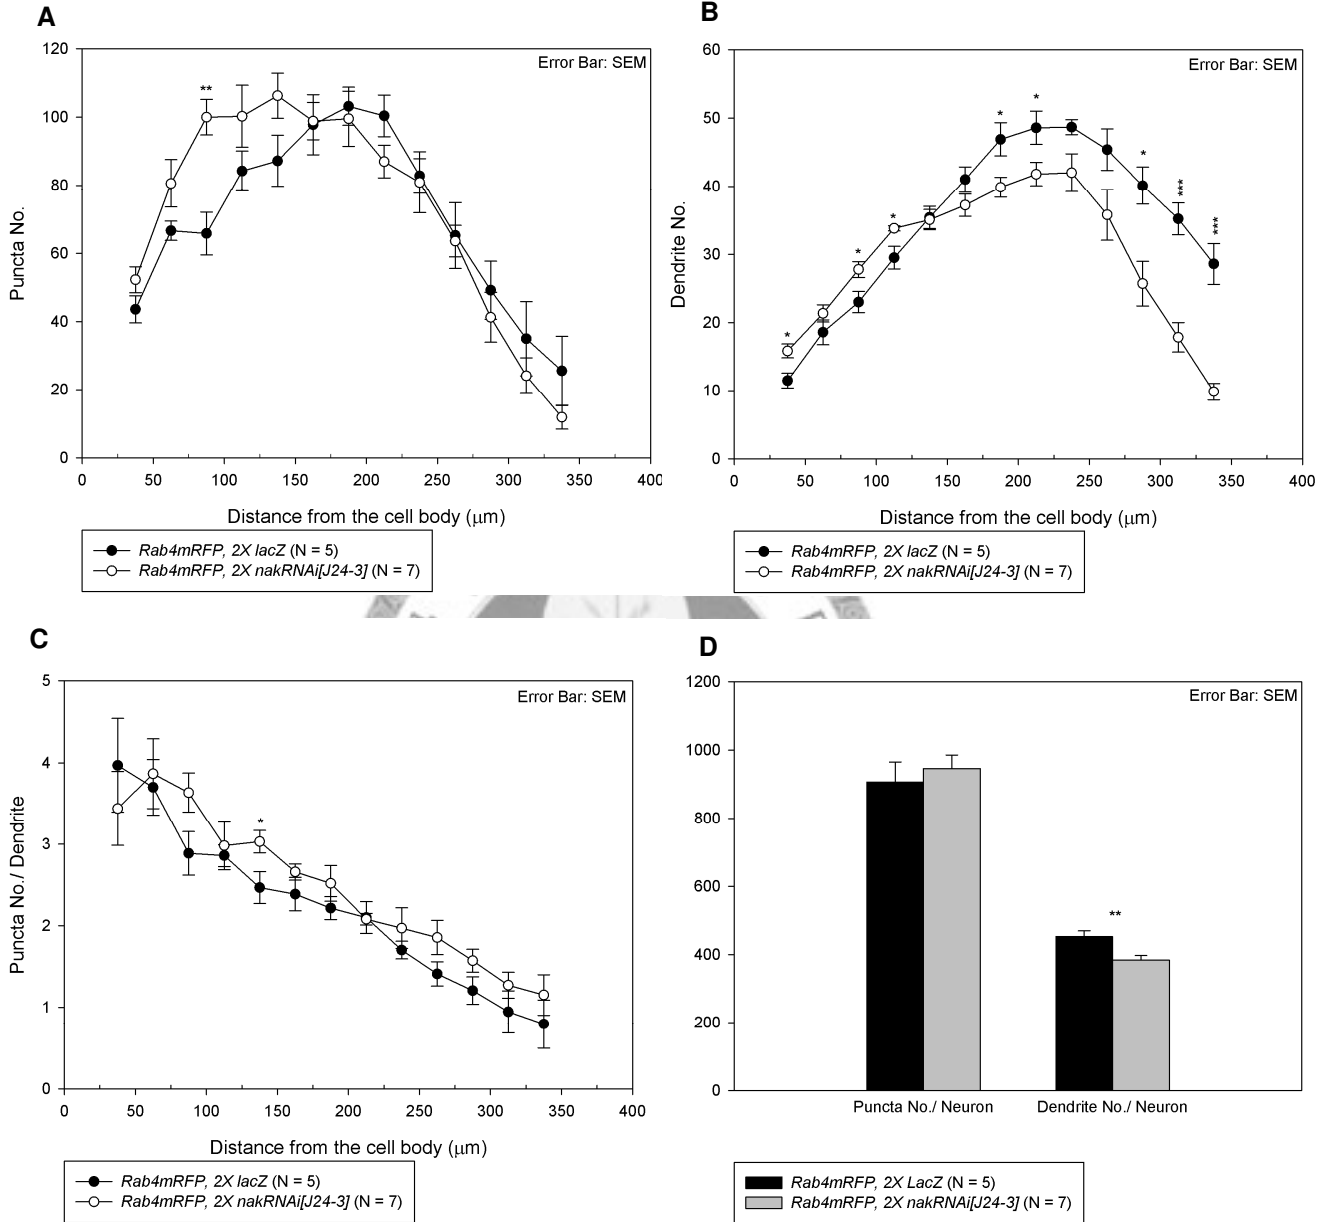 A
Error Bar: SEM
**
120
100
80
60
40
20
0
Puncta No.
0 50 100 150 200 250 300 350 400
Distance from the cell body (μm)
Rab4mRFP, 2X lacZ (N = 5)
Rab4mRFP, 2X nakRNAi[J24-3] (N = 7)
B
Error Bar: SEM
* * * * * * *** ***
60
50
40
30
20
10
0
Dendrite No.
0 50 100 150 200 250 300 350 400
Distance from the cell body (μm)
Rab4mRFP, 2X lacZ (N = 5)
Rab4mRFP, 2X nakRNAi[J24-3] (N = 7)
C
Error Bar: SEM
*
5
4
3
2
1
0
Puncta No./ Dendrite
0 50 100 150 200 250 300 350 400
Distance from the cell body (μm)
Rab4mRFP, 2X lacZ (N = 5)
Rab4mRFP, 2X nakRNAi[J24-3] (N = 7)
D
Error Bar: SEM
**
1200
1000
800
600
400
200
0
Puncta No./ Neuron Dendrite No./ Neuron
Rab4mRFP, 2X LacZ (N = 5)
Rab4mRFP, 2X nakRNAi[J24-3] (N = 7)